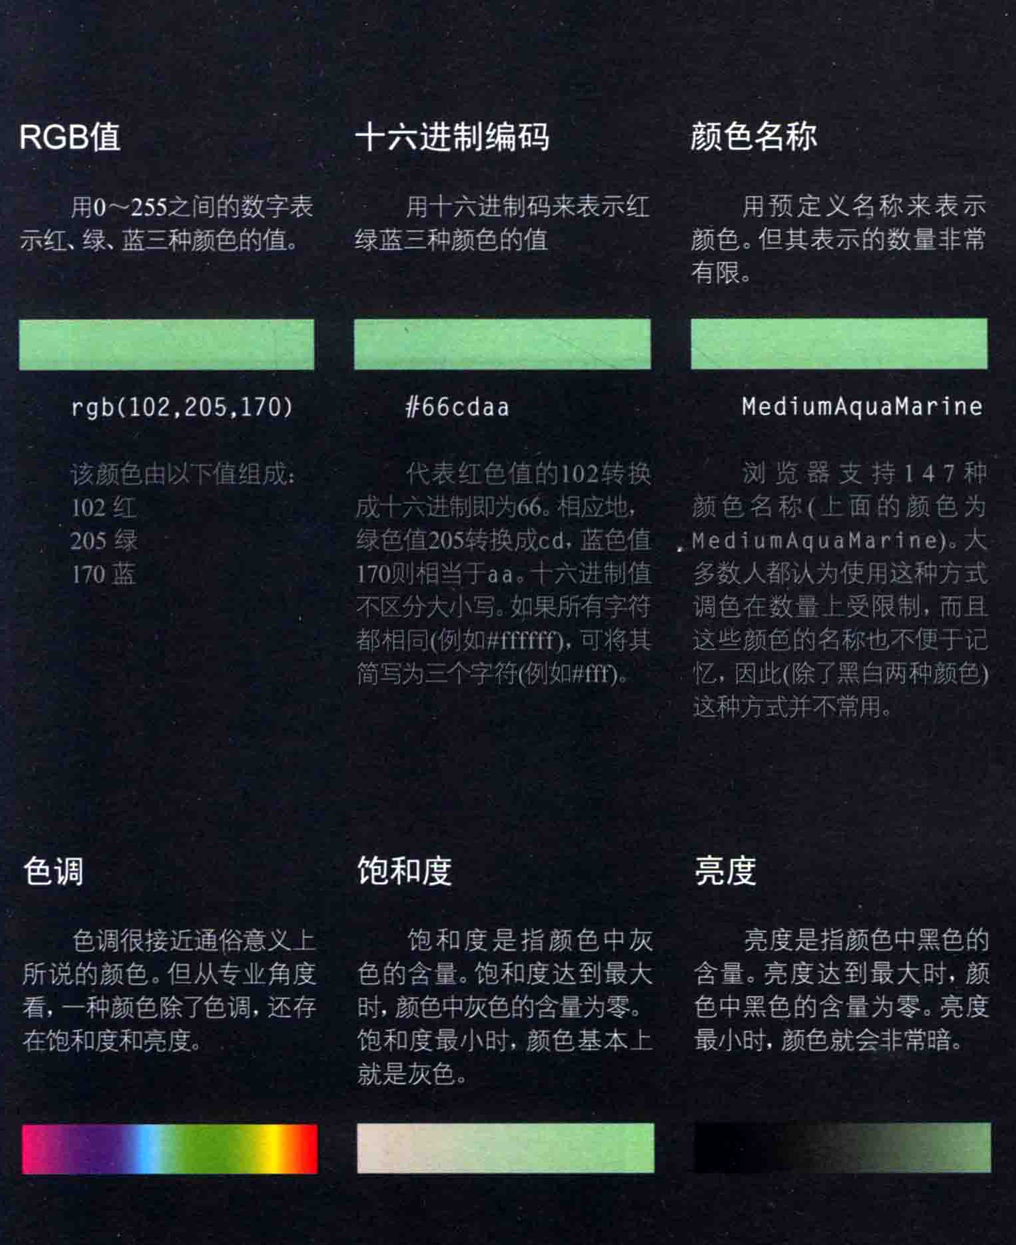 RGB值
用0～255之间的数字表
示红、绿、蓝三种颜色的值。
rgb(102,205,170)
该颜色由以下值组成：
102 红
205 绿
170 蓝
十六进制编码
用十六进制码来表示红
绿蓝三种颜色的值
#66cdaa
代表红色值的102转换
成十六进制即为66。相应地，
绿色值205转换成cd，蓝色值
170则相当于aa。十六进制值
不区分大小写。如果所有字符
都相同(例如#ffffff)，可将其
简写为三个字符(例如#fff)。
颜色名称
用预定义名称来表示
颜色。但其表示的数量非常
有限。
MediumAquaMarine
浏览器支持147种
颜色名称(上面的颜色为
MediumAquaMarine)。大
多数人都认为使用这种方式
调色在数量上受限制，而且
这些颜色的名称也不便于记
忆，因此(除了黑白两种颜色)
这种方式并不常用。
色调
色调很接近通俗意义上
所说的颜色。但从专业角度
看，一种颜色除了色调，还存
在饱和度和亮度。
饱和度
饱和度是指颜色中灰
色的含量。饱和度达到最大
时，颜色中灰色的含量为零。
饱和度最小时，颜色基本上
就是灰色。
亮度
亮度是指颜色中黑色的
含量。亮度达到最大时，颜
色中黑色的含量为零。亮度
最小时，颜色就会非常暗。